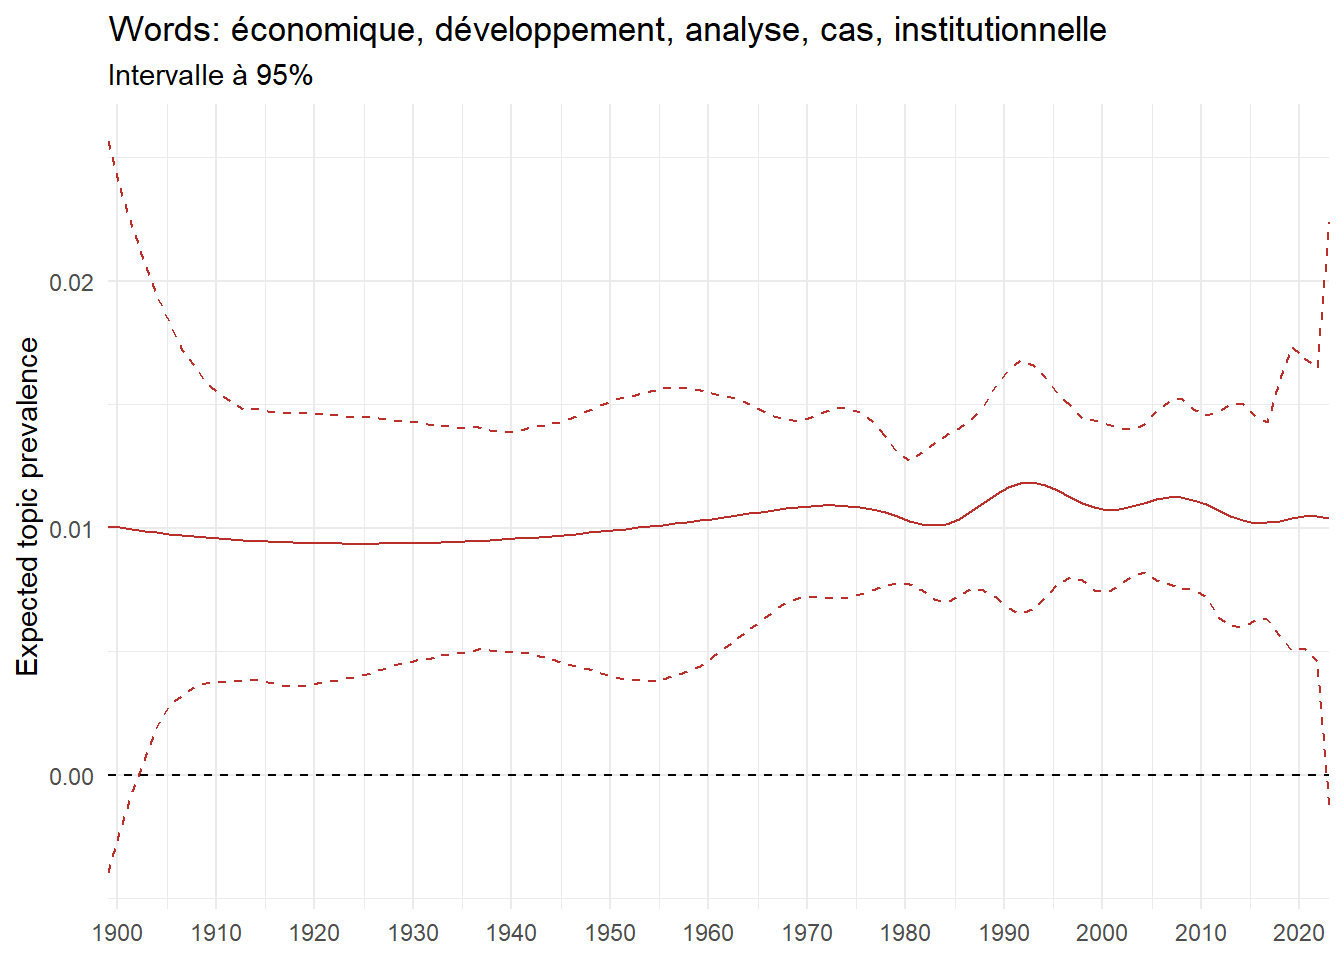 Words: économique, développement, analyse, cas, institutionnelle
Intervalle à 95%
Expected topic prevalence
0.02
0.01
0.00
1900 1910 1920 1930 1940 1950 1960 1970 1980 1990 2000 2010 2020